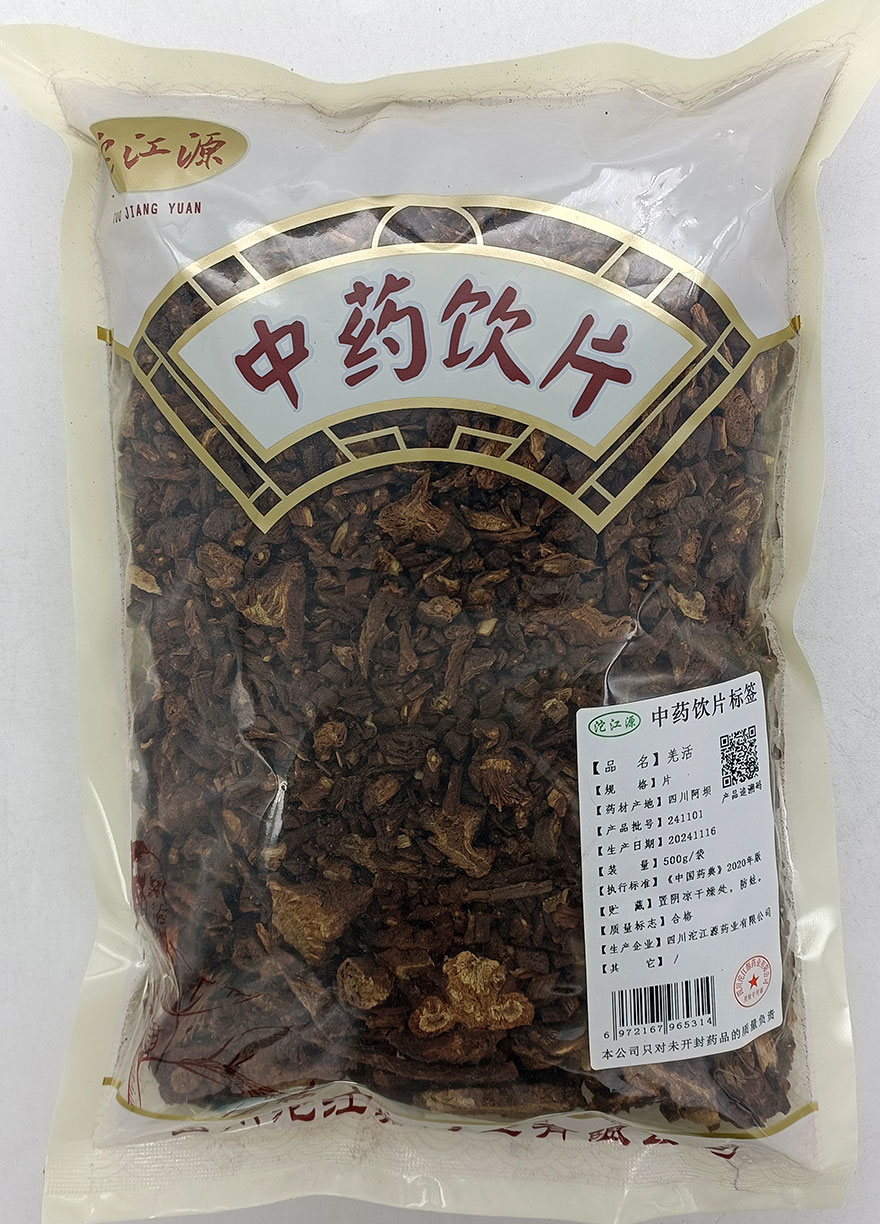 沱江源
JIANG YUAN
中药饮片
沱江源 中药饮片标签
【品 名】羌活
【规 格】片
【药材产地】四川阿坝
【产品批号】241101
【生产日期】20241116
【装 量】500g/袋
【执行标准】《中国药典》2020年版
【贮 藏】置阴凉干燥处，防蛀。
【质量标志】合格
【生产企业】四川沱江源药业有限公司
【其 它】/
产品追溯码
6 972167 965314
本公司只对未开封药品的质量负责